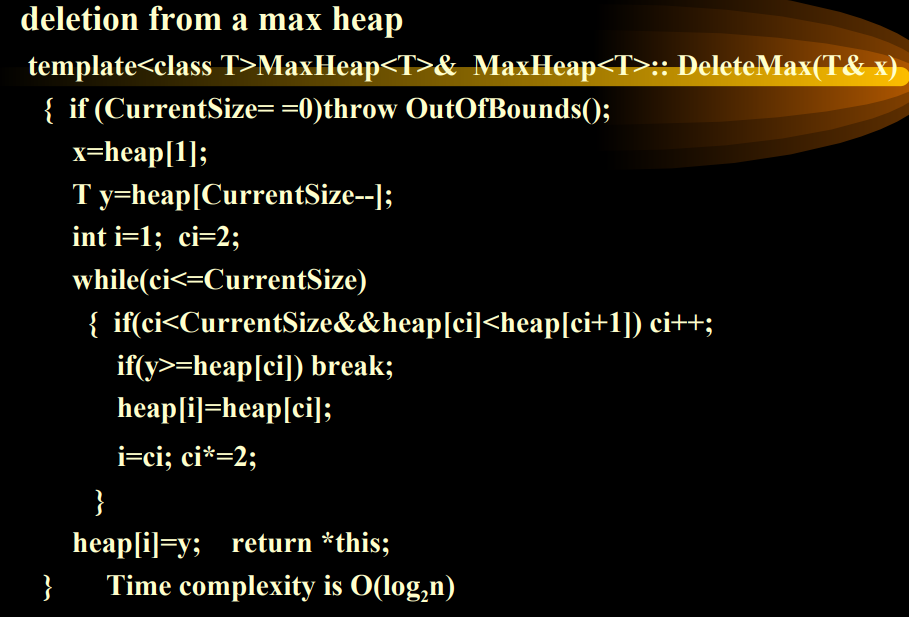 deletion from a max heap
template<class T>MaxHeap<T>& MaxHeap<T>:: DeleteMax(T& x)
{ if (CurrentSize= =0)throw OutOfBounds();
x=heap[1];
T y=heap[CurrentSize--];
int i=1; ci=2;
while(ci<=CurrentSize)
{ if(ci<CurrentSize&&heap[ci]<heap[ci+1]) ci++;
if(y>=heap[ci]) break;
heap[i]=heap[ci];
i=ci; ci*=2;
}
heap[i]=y; return *this;
} Time complexity is O(log₂n)